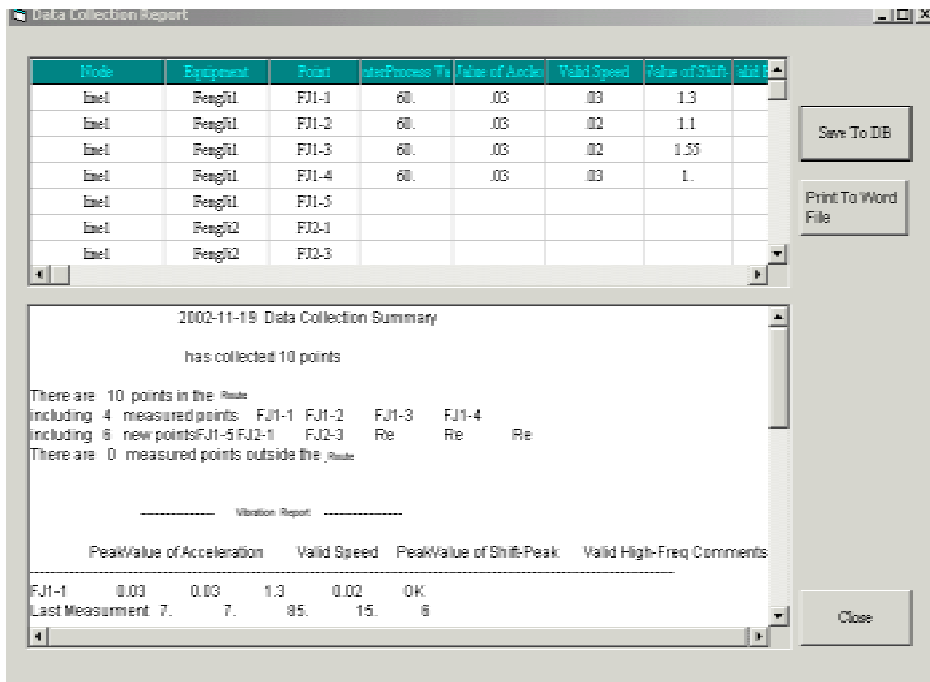 Data Collection Report
Node Equipment Point nterProcess Va Value of Accler Valid Speed Value of Shift- alid F
line1 FengJi1 FJ1-1 60. .03 .03 1.3
line1 FengJi1 FJ1-2 60. .03 .02 1.1
line1 FengJi1 FJ1-3 60. .03 .02 1.55
line1 FengJi1 FJ1-4 60. .03 .03 1.
line1 FengJi1 FJ1-5
line1 FengJi2 FJ2-1
line1 FengJi2 FJ2-3
Save To DB
Print To Word
File
2002-11-19 Data Collection Summary
has collected 10 points
There are 10 points in the Route
including 4 measured points FJ1-1 FJ1-2 FJ1-3 FJ1-4
including 6 new pointsFJ1-5 FJ2-1 FJ2-3 Re Re Re
There are 0 measured points outside the Route
--------------- Vibration Report ----------------
PeakValue of Acceleration Valid Speed PeakValue of Shift-Peak Valid High-Freq Comments
FJ1-1 0.03 0.03 1.3 0.02 OK
Last Measurment 7. 7. 85. 15. 6
Close